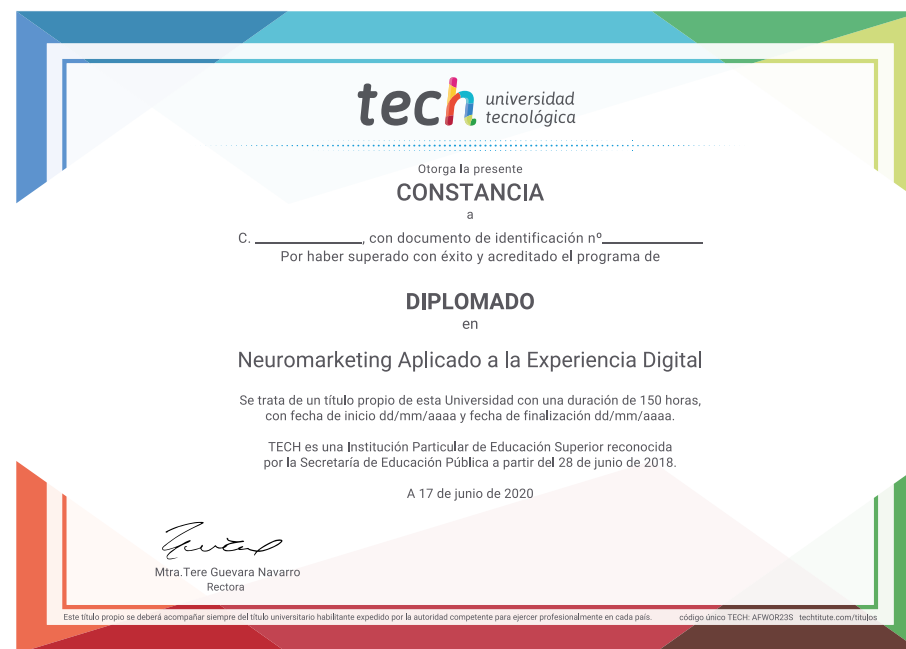 tech universidad
tecnológica
Otorga la presente
CONSTANCIA
a
C. ____________, con documento de identificación nº____________
Por haber superado con éxito y acreditado el programa de
DIPLOMADO
en
Neuromarketing Aplicado a la Experiencia Digital
Se trata de un título propio de esta Universidad con una duración de 150 horas,
con fecha de inicio dd/mm/aaaa y fecha de finalización dd/mm/aaaa.
TECH es una Institución Particular de Educación Superior reconocida
por la Secretaría de Educación Pública a partir del 28 de junio de 2018.
A 17 de junio de 2020
Mtra.Tere Guevara Navarro
Rectora
Este título propio se deberá acompañar siempre del título universitario habilitante expedido por la autoridad competente para ejercer profesionalmente en cada país. código único TECH: AFWOR23S techtitute.com/titulos